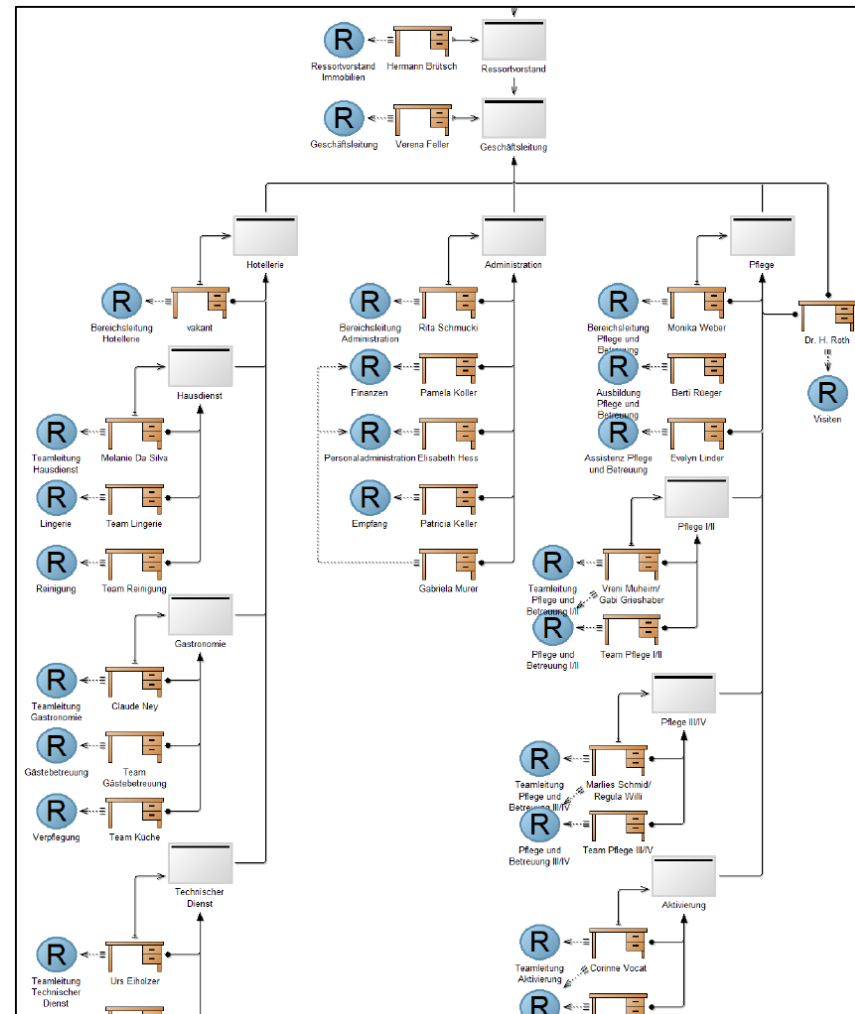 R
Ressortvorstand
Immobilien
Hermann Brütsch
Ressortvorstand
R
Geschäftsleitung
Verena Feller
Geschäftsleitung
Hotellerie
Administration
Pflege
R
Bereichsleitung
Hotellerie
vakant
R
Bereichsleitung
Administration
Rita Schmucki
R
Bereichsleitung
Pflege und
Betreuung
Monika Weber
Dr. H. Roth
R
Visiten
Hausdienst
R
Finanzen
Pamela Koller
R
Ausbildung
Pflege und
Betreuung
Berti Rüeger
R
Teamleitung
Hausdienst
Melanie Da Silva
R
Personaladministration
Elisabeth Hess
R
Assistenz Pflege
und Betreuung
Evelyn Linder
R
Lingerie
Team Lingerie
R
Empfang
Patricia Keller
Pflege I/II
R
Reinigung
Team Reinigung
Gabriela Murer
R
Teamleitung
Pflege und
Betreuung I/II
Vreni Muheim/
Gabi Grieshaber
Gastronomie
R
Pflege und
Betreuung I/II
Team Pflege I/II
R
Teamleitung
Gastronomie
Claude Ney
Pflege III/IV
R
Gästebetreuung
Team
Gästebetreuung
R
Teamleitung
Pflege und
Betreuung III/IV
Marlies Schmid/
Regula Willi
R
Verpflegung
Team Küche
R
Pflege und
Betreuung III/IV
Team Pflege III/IV
Technischer
Dienst
Aktivierung
R
Teamleitung
Technischer
Dienst
Urs Eiholzer
R
Teamleitung
Aktivierung
Corinne Vocat
R